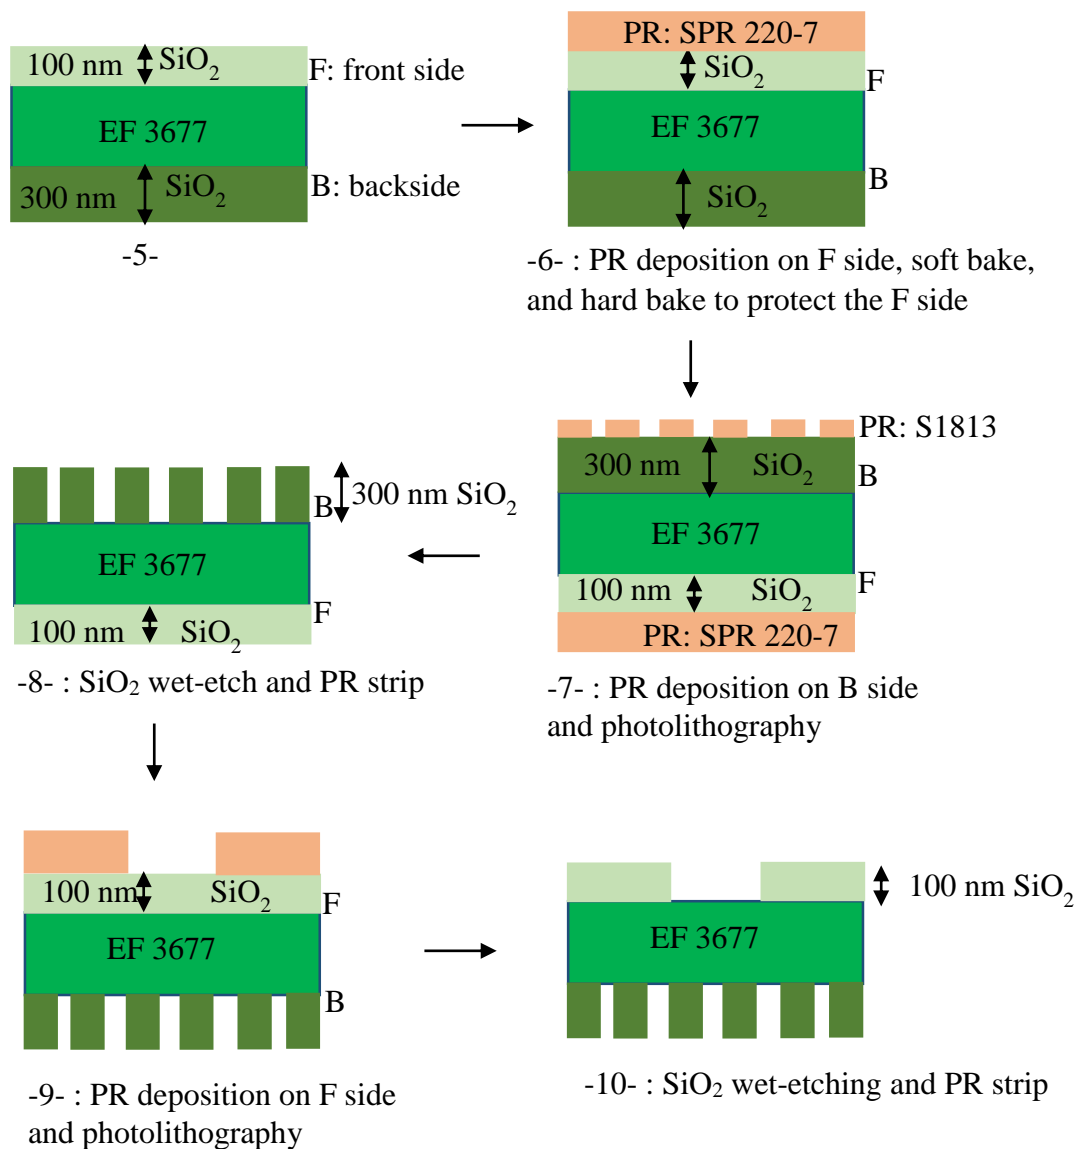 100 nm SiO₂
F: front side
EF 3677
300 nm SiO₂
B: backside
-5-
PR: SPR 220-7
SiO₂
F
EF 3677
B
SiO₂
-6- : PR deposition on F side, soft bake,
and hard bake to protect the F side
PR: S1813
300 nm SiO₂
B
EF 3677
F
100 nm SiO₂
PR: SPR 220-7
-7- : PR deposition on B side
and photolithography
300 nm SiO₂
B
EF 3677
F
100 nm SiO₂
-8- : SiO₂ wet-etch and PR strip
100 nm SiO₂
F
EF 3677
B
-9- : PR deposition on F side
and photolithography
100 nm SiO₂
EF 3677
-10- : SiO₂ wet-etching and PR strip